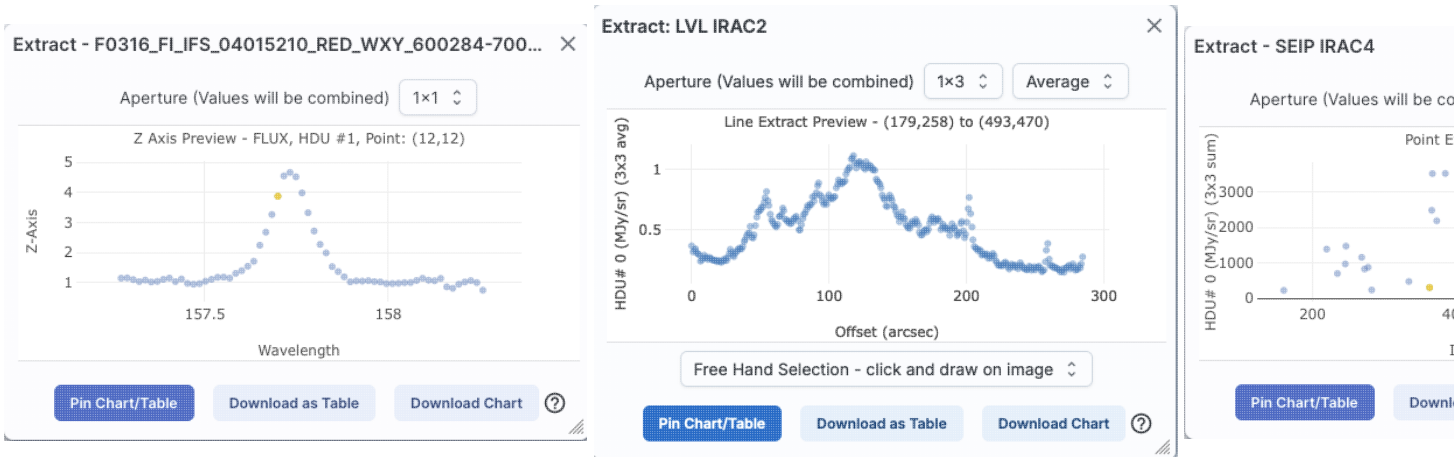 Extract - F0316_FI_IFS_04015210_RED_WXY_600284-700...
Aperture (Values will be combined) 1×1
Z Axis Preview - FLUX, HDU #1, Point: (12,12)
Z-Axis
5
4
3
2
1
157.5 158
Wavelength
Pin Chart/Table Download as Table Download Chart
Extract: LVL IRAC2
Aperture (Values will be combined) 1×3 Average
Line Extract Preview - (179,258) to (493,470)
HDU# 0 (MJy/sr) (3x3 avg)
1
0.5
0 100 200 300
Offset (arcsec)
Free Hand Selection - click and draw on image
Pin Chart/Table Download as Table Download Chart
Extract - SEIP IRAC4
Aperture (Values will be co
Point E
HDU# 0 (MJy/sr) (3x3 sum)
3000
2000
1000
0
200 40
I
Pin Chart/Table Downl